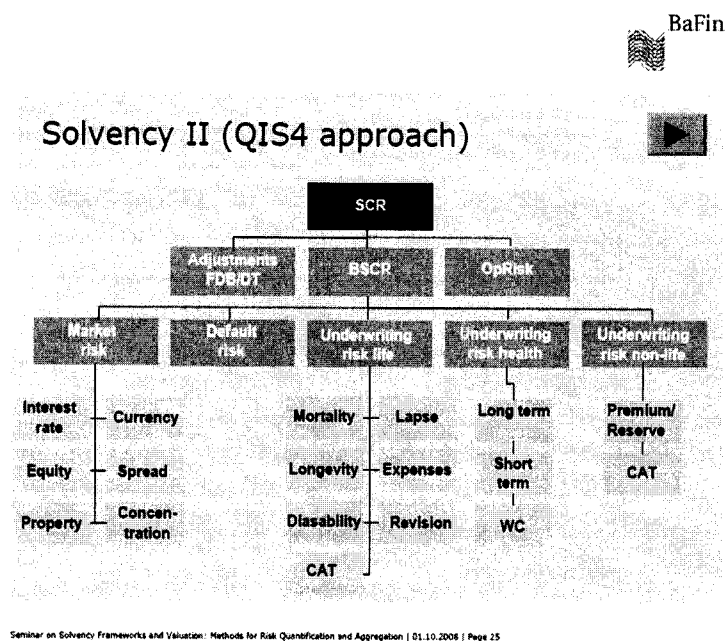 BaFin
Solvency II (QIS4 approach)
SCR
Adjustments
FDB/DT
BSCR
OpRisk
Market
risk
Default
risk
Underwriting
risk life
Underwriting
risk health
Underwriting
risk non-life
Interest
rate
Currency
Equity
Spread
Property
Concen-
tration
Mortality
Lapse
Longevity
Expenses
Diasability
Revision
CAT
Long term
Short
term
WC
Premium/
Reserve
CAT
Seminar on Solvency Frameworks and Valuation: Methods for Risk Quantification and Aggregation | 01.10.2008 | Page 25